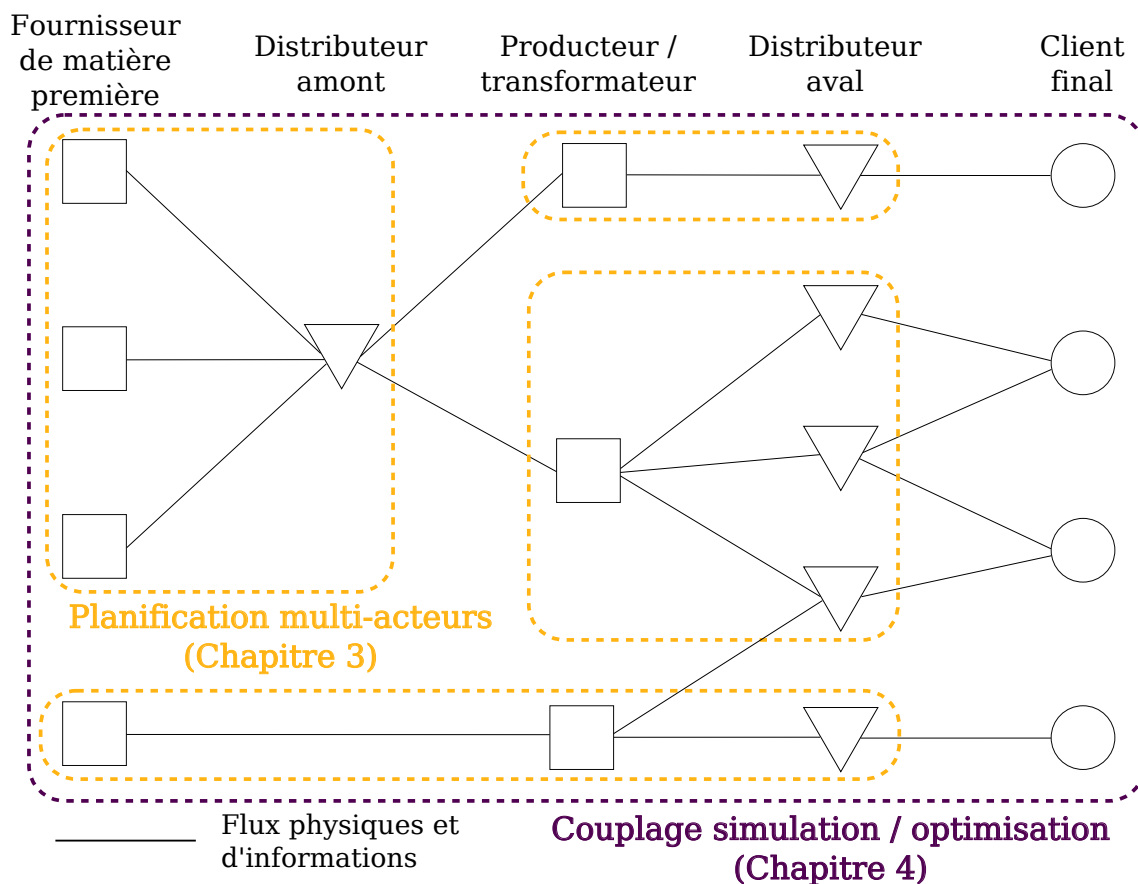 Fournisseur
de matière
première
Distributeur
amont
Producteur /
transformateur
Distributeur
aval
Client
final
Planification multi-acteurs
(Chapitre 3)
Flux physiques et
d'informations
Couplage simulation / optimisation
(Chapitre 4)